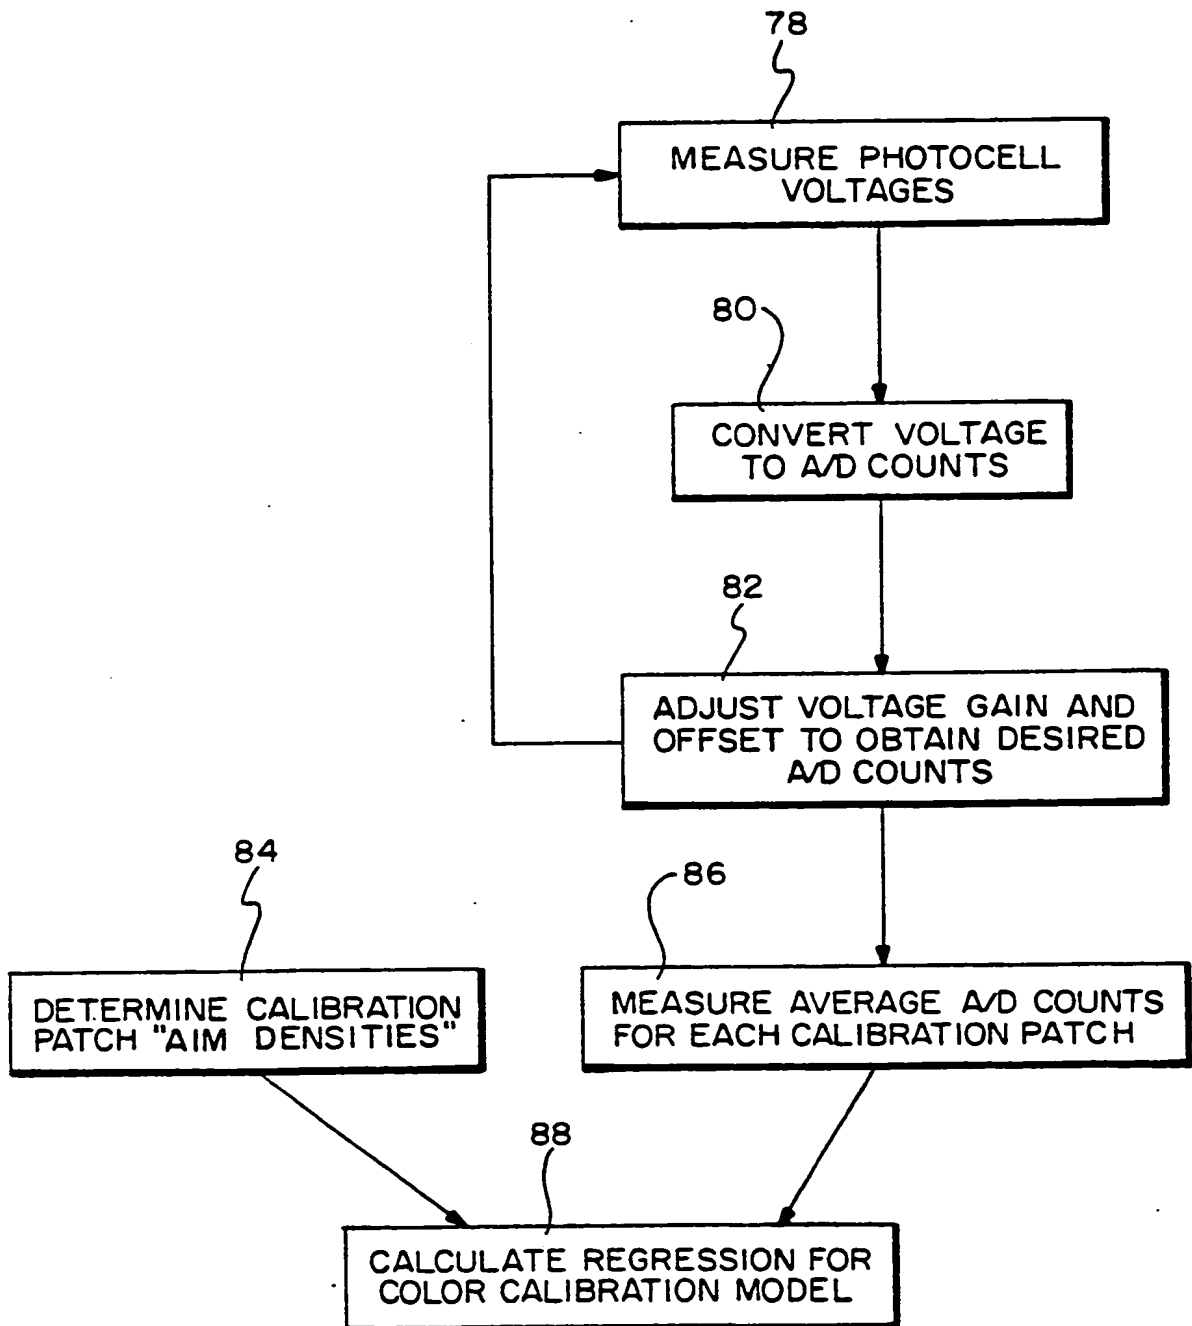 78
MEASURE PHOTOCELL
VOLTAGES
80
CONVERT VOLTAGE
TO A/D COUNTS
82
ADJUST VOLTAGE GAIN AND
OFFSET TO OBTAIN DESIRED
A/D COUNTS
84
DETERMINE CALIBRATION
PATCH "AIM DENSITIES"
86
MEASURE AVERAGE A/D COUNTS
FOR EACH CALIBRATION PATCH
88
CALCULATE REGRESSION FOR
COLOR CALIBRATION MODEL